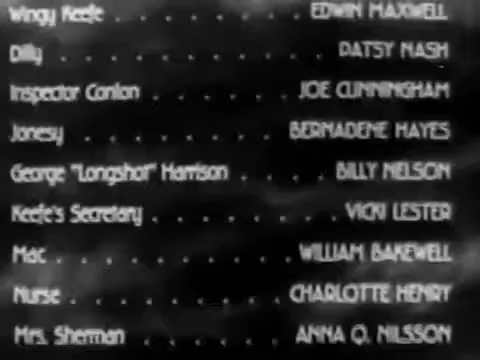 Wingy Keefe . . . . . . . . . EDWIN MAXWELL
Dilly . . . . . . . . . . . DATSY NASH
Inspector Conlon . . . . . . JOE CUNNINGHAM
Jonesy . . . . . . . . BERNADENE HAYES
George "Longshot" Harrison . . . . BILLY NELSON
Keefe's Secretary . . . . . . . . VICKI LESTER
Mac . . . . . . . . . . . WILLIAM BAKEWELL
Nurse . . . . . . . . . CHARLOTTE HENRY
Mrs. Sherman . . . . . . ANNA Q. NILSSON